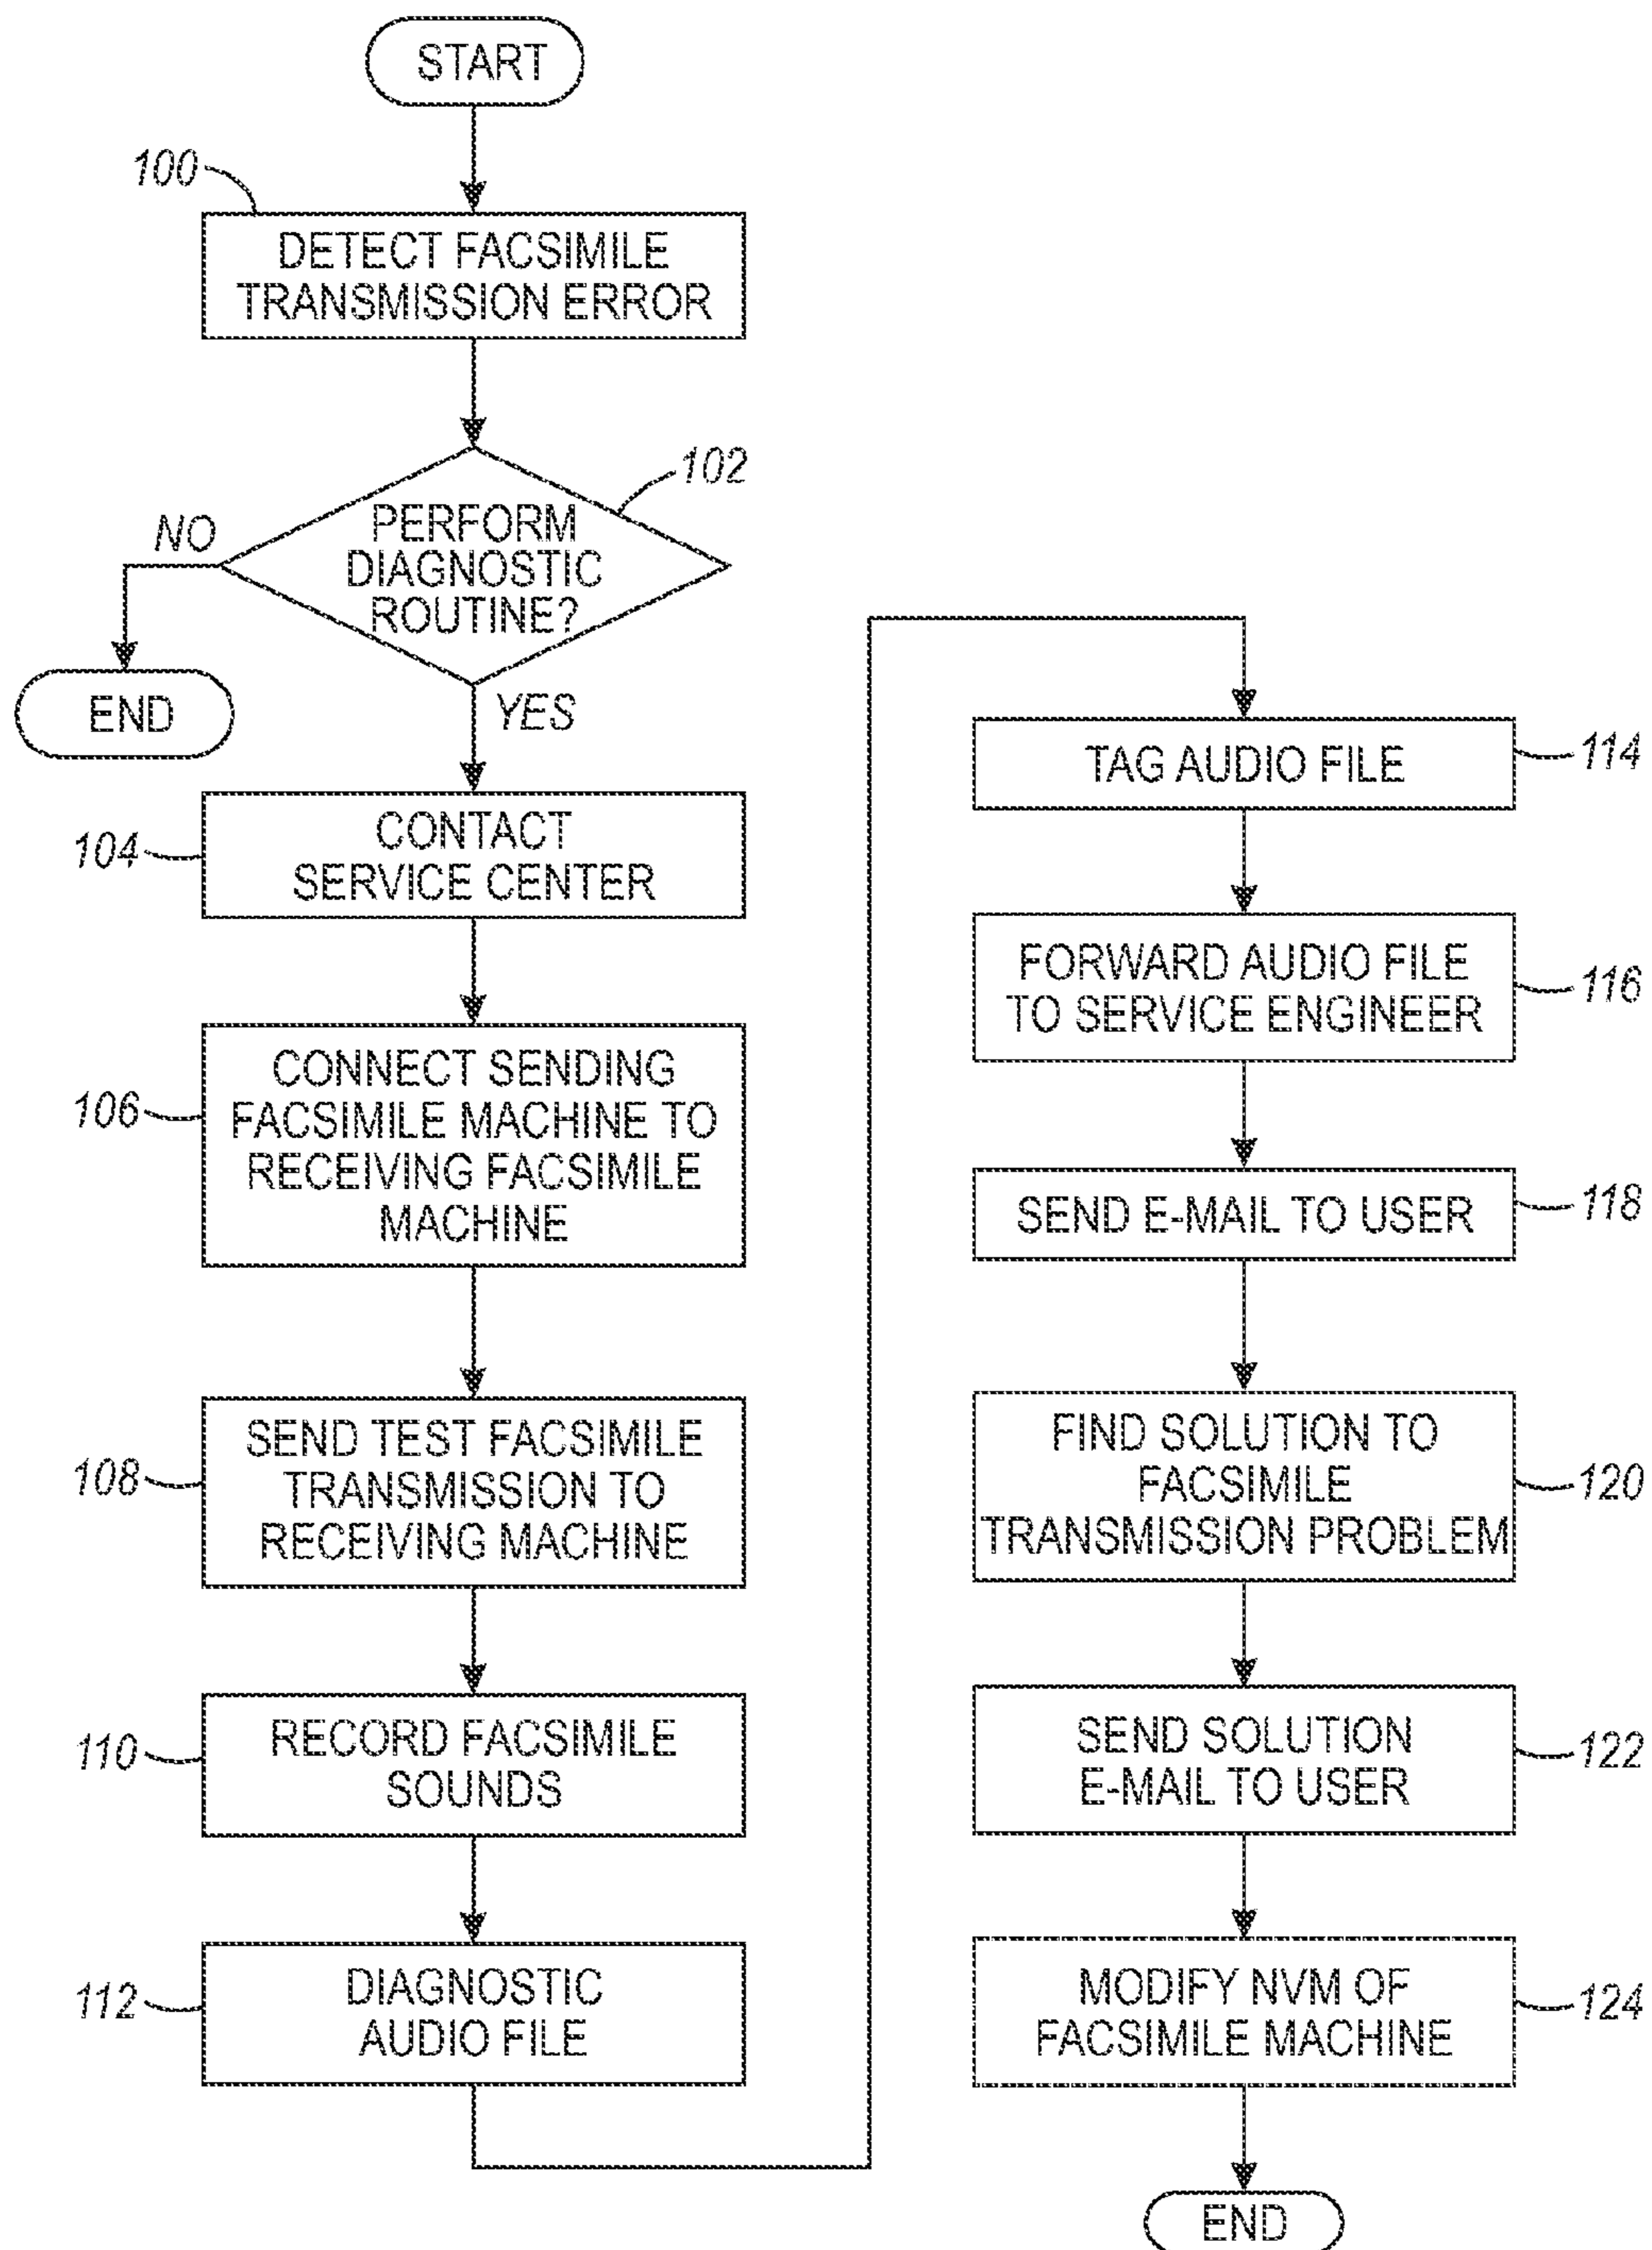 START
100
DETECT FACSIMILE
TRANSMISSION ERROR
102
PERFORM
DIAGNOSTIC
ROUTINE?
NO
END
YES
104
CONTACT
SERVICE CENTER
106
CONNECT SENDING
FACSIMILE MACHINE TO
RECEIVING FACSIMILE
MACHINE
108
SEND TEST FACSIMILE
TRANSMISSION TO
RECEIVING MACHINE
110
RECORD FACSIMILE
SOUNDS
112
DIAGNOSTIC
AUDIO FILE
TAG AUDIO FILE
114
FORWARD AUDIO FILE
TO SERVICE ENGINEER
116
SEND E-MAIL TO USER
118
FIND SOLUTION TO
FACSIMILE
TRANSMISSION PROBLEM
120
SEND SOLUTION
E-MAIL TO USER
122
MODIFY NVM OF
FACSIMILE MACHINE
124
END